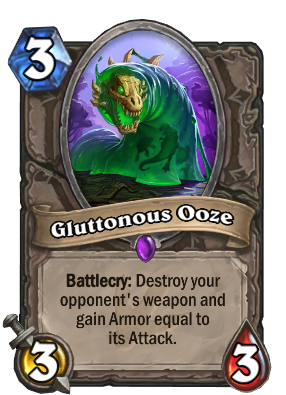 3
Gluttonous Ooze
Battlecry: Destroy your
opponent's weapon and
gain Armor equal to
its Attack.
3
3